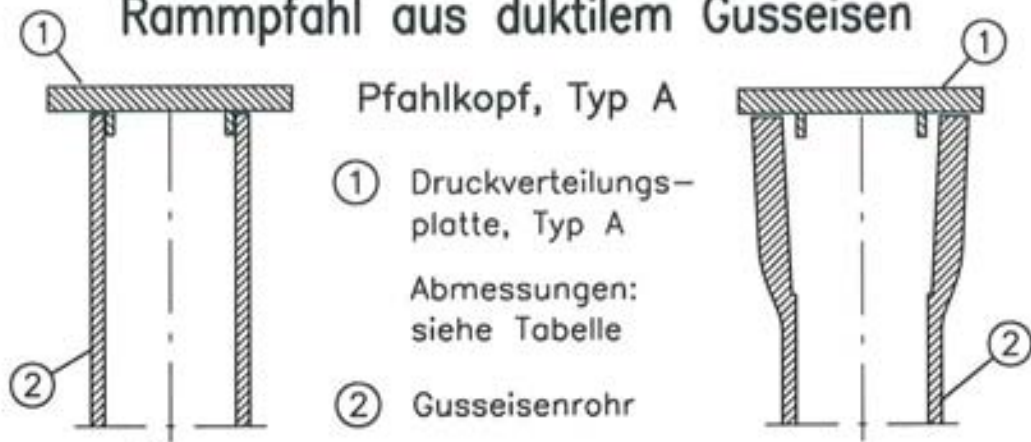 Rammpfahl aus duktilem Gusseisen
1
1
Pfahlkopf, Typ A
1 Druckverteilungs-
platte, Typ A
Abmessungen:
siehe Tabelle
2
2
2 Gusseisenrohr